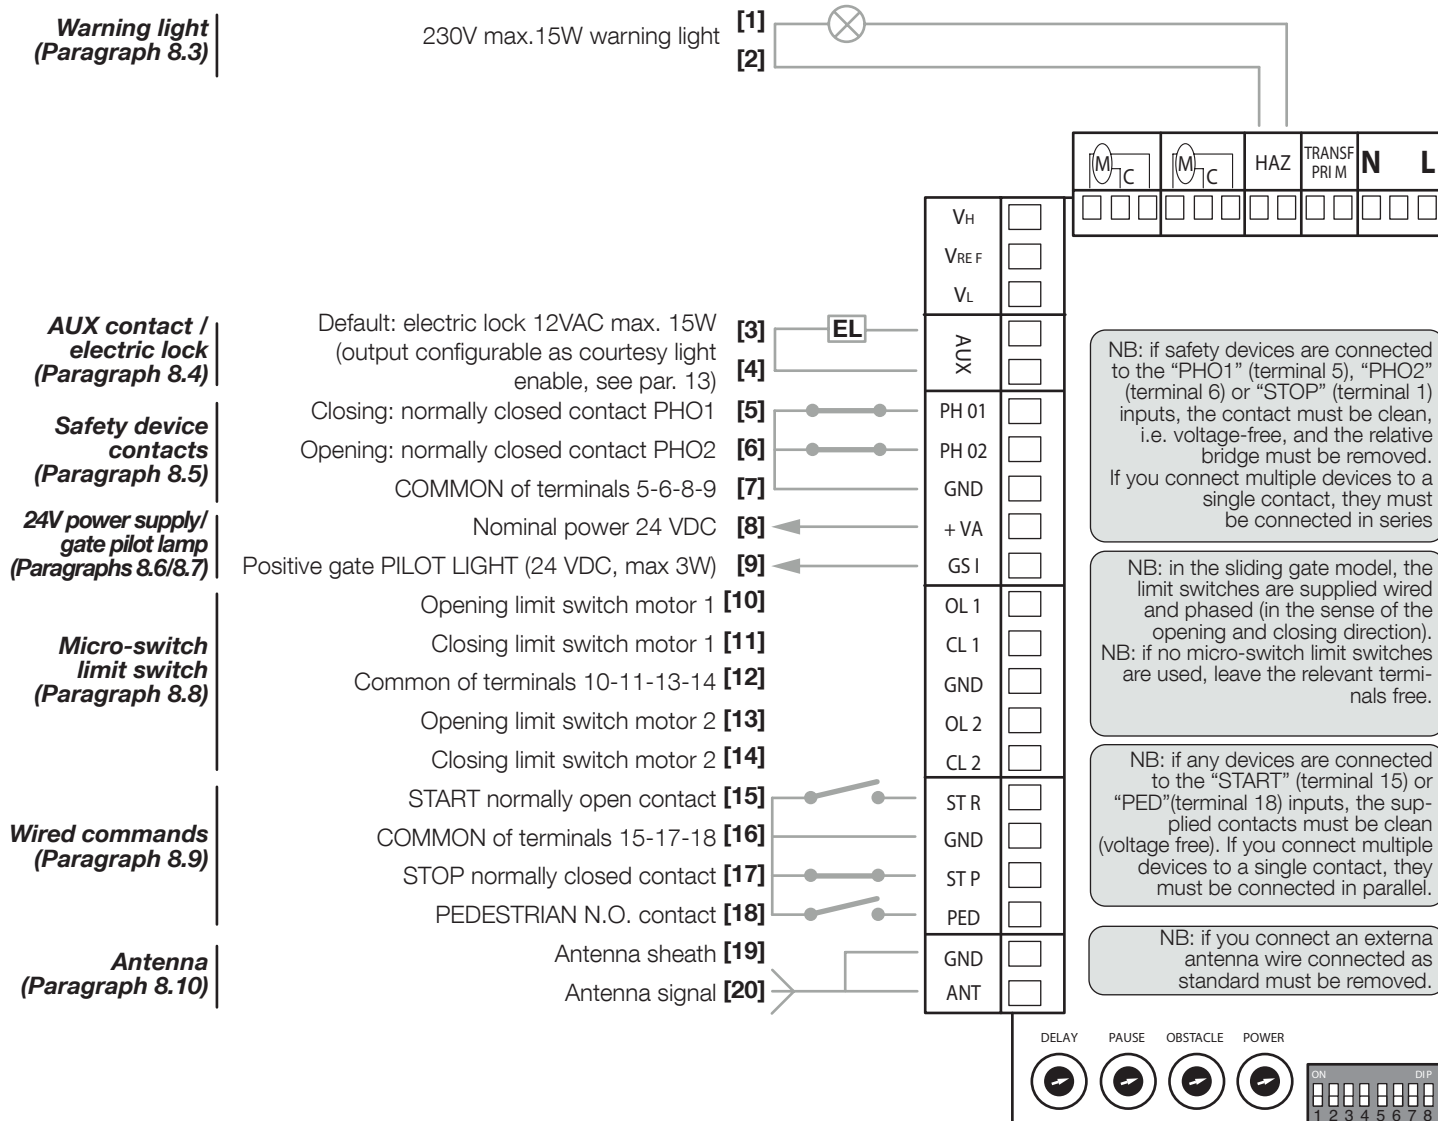 Warning light
(Paragraph 8.3)
230V max.15W warning light
[1]
[2]
M C
M C
HAZ
TRANSF
PRI M
N L
VH
VRE F
VL
AUX contact /
electric lock
(Paragraph 8.4)
Default: electric lock 12VAC max. 15W
(output configurable as courtesy light
enable, see par. 13)
[3]
[4]
EL
AUX
Safety device
contacts
(Paragraph 8.5)
Closing: normally closed contact PHO1 [5] PH 01
Opening: normally closed contact PHO2 [6] PH 02
COMMON of terminals 5-6-8-9 [7] GND
24V power supply/
gate pilot lamp
(Paragraphs 8.6/8.7)
Nominal power 24 VDC [8] + VA
Positive gate PILOT LIGHT (24 VDC, max 3W) [9] GS I
Micro-switch
limit switch
(Paragraph 8.8)
Opening limit switch motor 1 [10] OL 1
Closing limit switch motor 1 [11] CL 1
Common of terminals 10-11-13-14 [12] GND
Opening limit switch motor 2 [13] OL 2
Closing limit switch motor 2 [14] CL 2
Wired commands
(Paragraph 8.9)
START normally open contact [15] ST R
COMMON of terminals 15-17-18 [16] GND
STOP normally closed contact [17] ST P
PEDESTRIAN N.O. contact [18] PED
Antenna
(Paragraph 8.10)
Antenna sheath [19] GND
Antenna signal [20] ANT
NB: if safety devices are connected
to the “PHO1” (terminal 5), “PHO2”
(terminal 6) or “STOP” (terminal 1)
inputs, the contact must be clean,
i.e. voltage-free, and the relative
bridge must be removed.
If you connect multiple devices to a
single contact, they must
be connected in series
NB: in the sliding gate model, the
limit switches are supplied wired
and phased (in the sense of the
opening and closing direction).
NB: if no micro-switch limit switches
are used, leave the relevant termi-
nals free.
NB: if any devices are connected
to the “START” (terminal 15) or
“PED”(terminal 18) inputs, the sup-
plied contacts must be clean
(voltage free). If you connect multiple
devices to a single contact, they
must be connected in parallel.
NB: if you connect an externa
antenna wire connected as
standard must be removed.
DELAY PAUSE OBSTACLE POWER
ON DIP
1 2 3 4 5 6 7 8